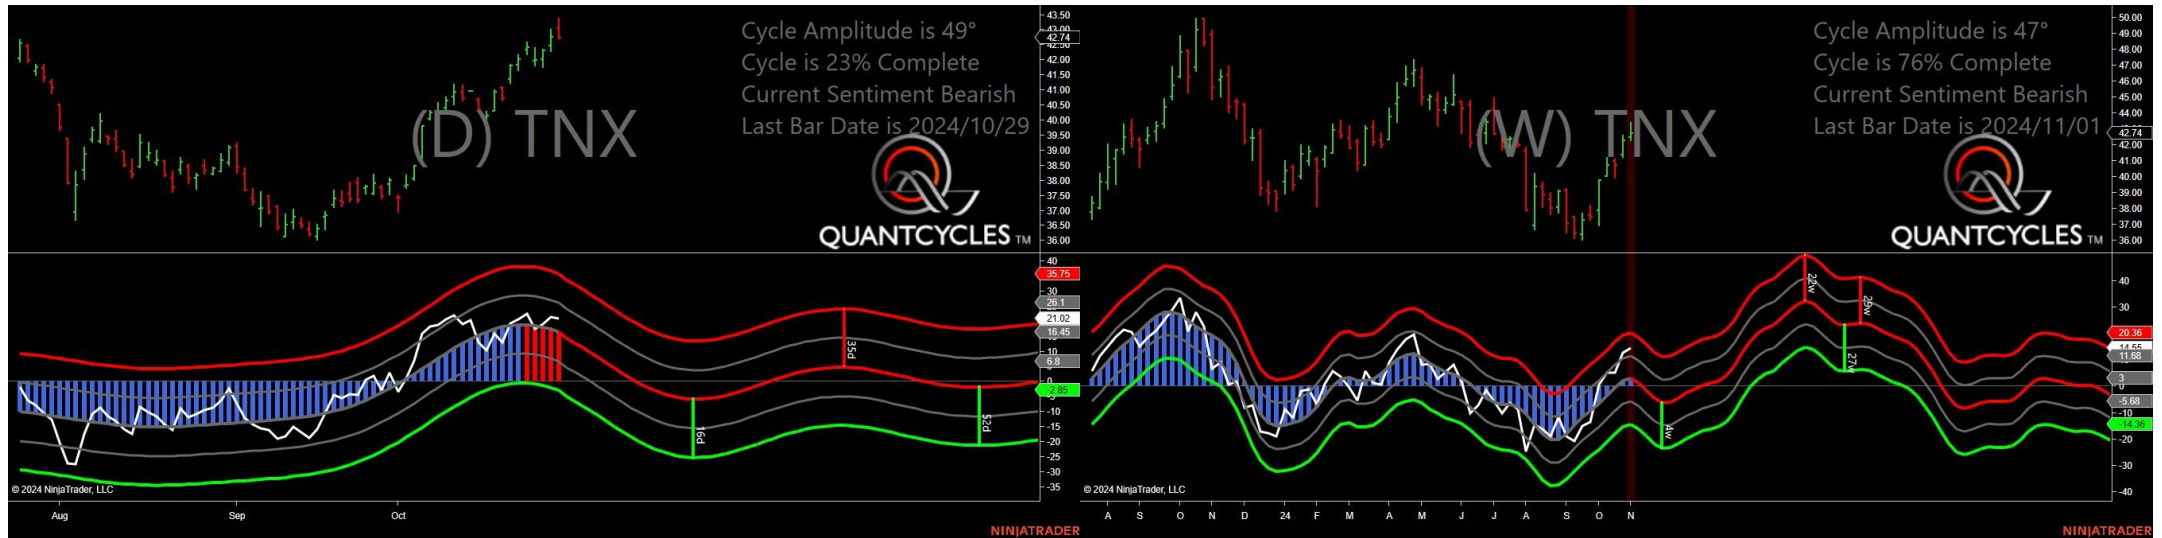 Cycle Amplitude is 49°
Cycle is 23% Complete
Current Sentiment Bearish
Last Bar Date is 2024/10/29
(D) TNX
QUANTCYCLES TM
43.50
43.00
42.74
42.50
42.00
41.50
41.00
40.50
40.00
39.50
39.00
38.50
38.00
37.50
37.00
36.50
36.00
40
35.75
30
26.1
21.02
16.45
10
6.8
0
-2.85
-10
-15
-20
-25
-30
-35
16d
35d
52d
© 2024 NinjaTrader, LLC
Aug Sep Oct
NINJATRADER
Cycle Amplitude is 47°
Cycle is 76% Complete
Current Sentiment Bearish
Last Bar Date is 2024/11/01
(W) TNX
QUANTCYCLES TM
50.00
49.00
48.00
47.00
46.00
45.00
44.00
42.74
42.00
41.00
40.00
39.00
38.00
37.00
36.00
40
30
20.36
14.55
11.68
3
0
-5.68
-10
-14.36
-20
-30
-40
4w
22w
27w
29w
© 2024 NinjaTrader, LLC
A S O N D 24 F M A M J J A S O N
NINJATRADER